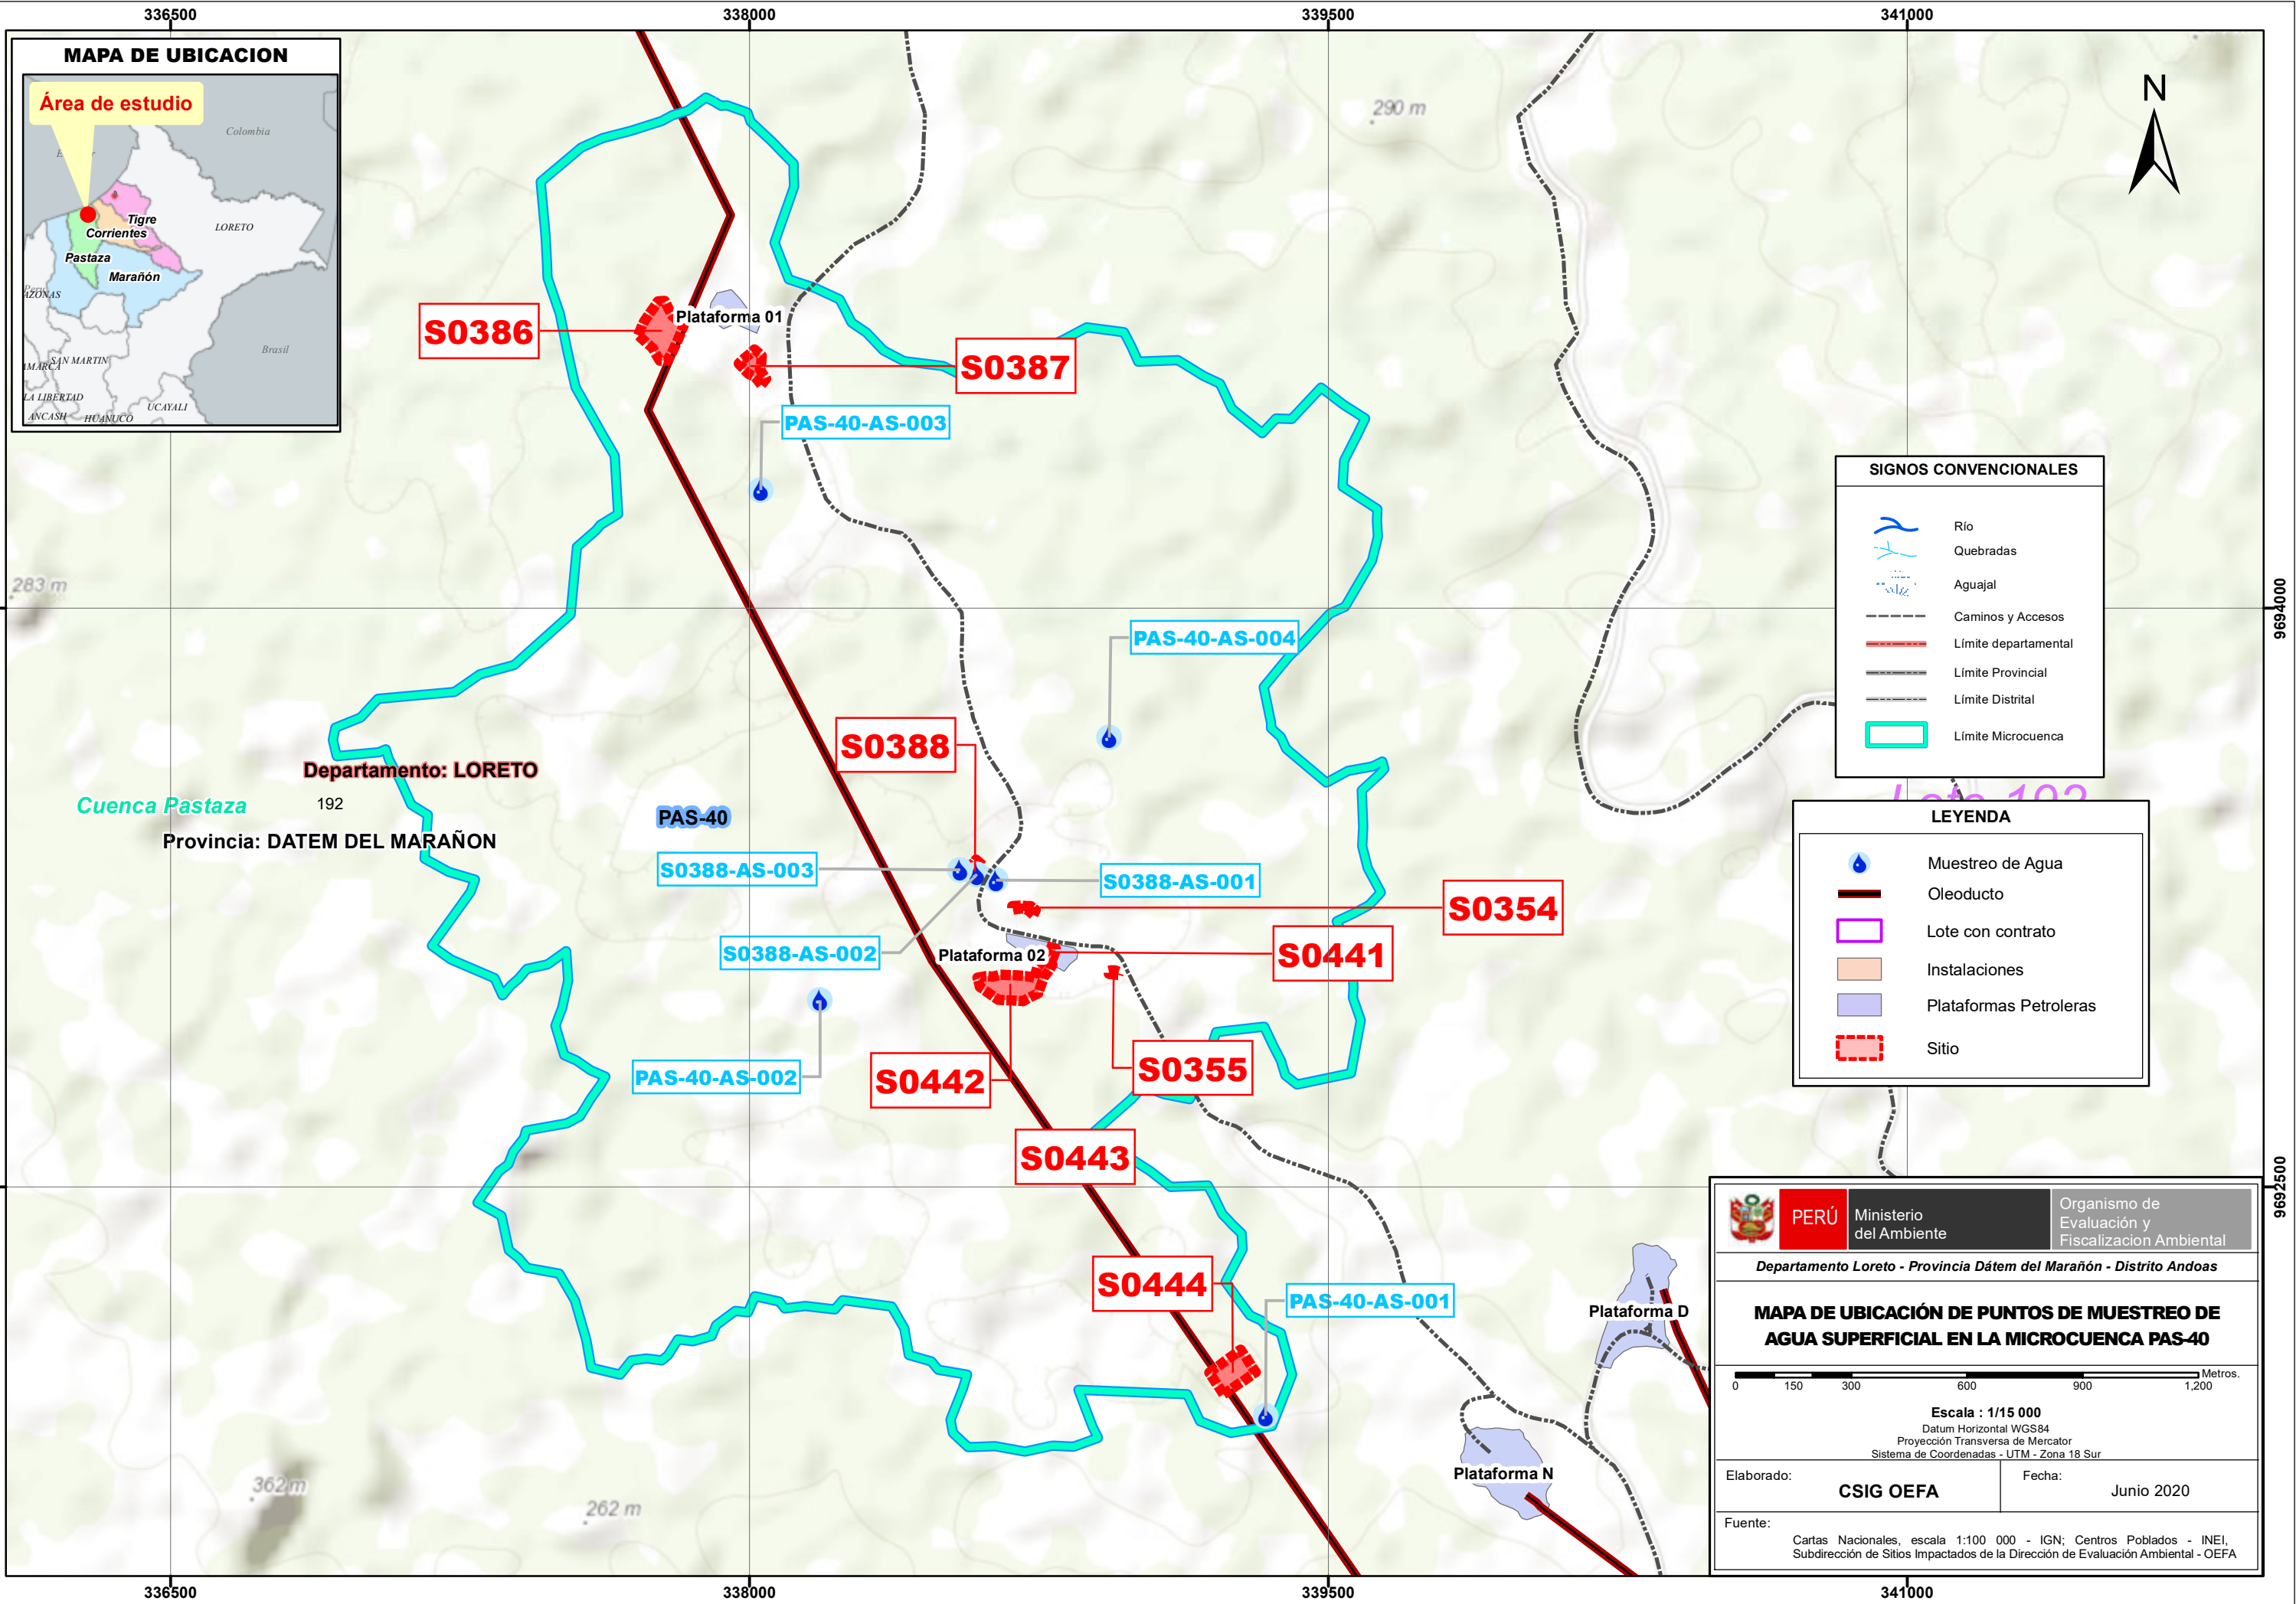 336500
338000
339500
341000
MAPA DE UBICACION
Área de estudio
Colombia
Tigre
Corrientes
LORETO
Pastaza
Marañón
AZONAS
Brasil
SAN MARTIN
AMARCA
LA LIBERTAD
UCAYALI
ANCASH
HUANUCO
290 m
N
S0386
Plataforma 01
S0387
PAS-40-AS-003
283 m
9694000
PAS-40-AS-004
SIGNOS CONVENCIONALES
Río
Quebradas
Aguajal
Caminos y Accesos
Límite departamental
Límite Provincial
Límite Distrital
Límite Microcuenca
S0388
Departamento: LORETO
Cuenca Pastaza
192
PAS-40
Provincia: DATEM DEL MARAÑON
Lote 192
LEYENDA
Muestreo de Agua
Oleoducto
Lote con contrato
Instalaciones
Plataformas Petroleras
Sitio
S0388-AS-003
S0388-AS-001
S0354
S0388-AS-002
Plataforma 02
S0441
PAS-40-AS-002
S0442
S0355
S0443
9692500
S0444
PAS-40-AS-001
Plataforma D
Plataforma N
362 m
262 m
PERÚ
Ministerio
del Ambiente
Organismo de
Evaluación y
Fiscalizacion Ambiental
Departamento Loreto - Provincia Dátem del Marañón - Distrito Andoas
MAPA DE UBICACIÓN DE PUNTOS DE MUESTREO DE
AGUA SUPERFICIAL EN LA MICROCUENCA PAS-40
Metros.
0 150 300 600 900 1,200
Escala : 1/15 000
Datum Horizontal WGS84
Proyección Transversa de Mercator
Sistema de Coordenadas - UTM - Zona 18 Sur
Elaborado:
CSIG OEFA
Fecha:
Junio 2020
Fuente:
Cartas Nacionales, escala 1:100 000 - IGN; Centros Poblados - INEI,
Subdirección de Sitios Impactados de la Dirección de Evaluación Ambiental - OEFA
336500
338000
339500
341000